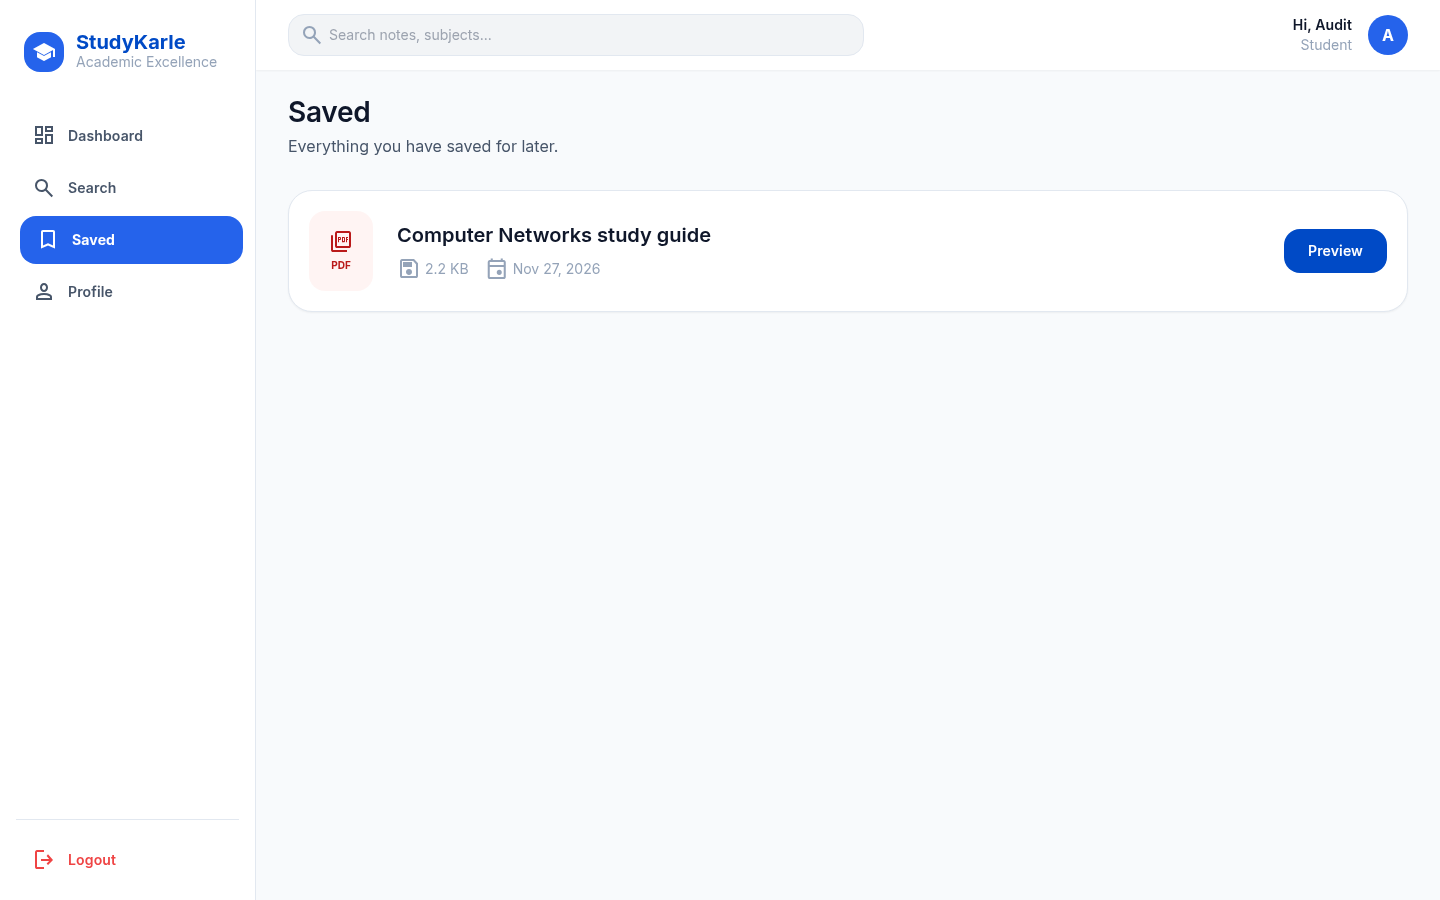 StudyKarle
Academic Excellence
Dashboard
Search
Saved
Profile
Logout
Search notes, subjects...
Hi, Audit
Student
A
Saved
Everything you have saved for later.
PDF
PDF
Computer Networks study guide
2.2 KB
Nov 27, 2026
Preview